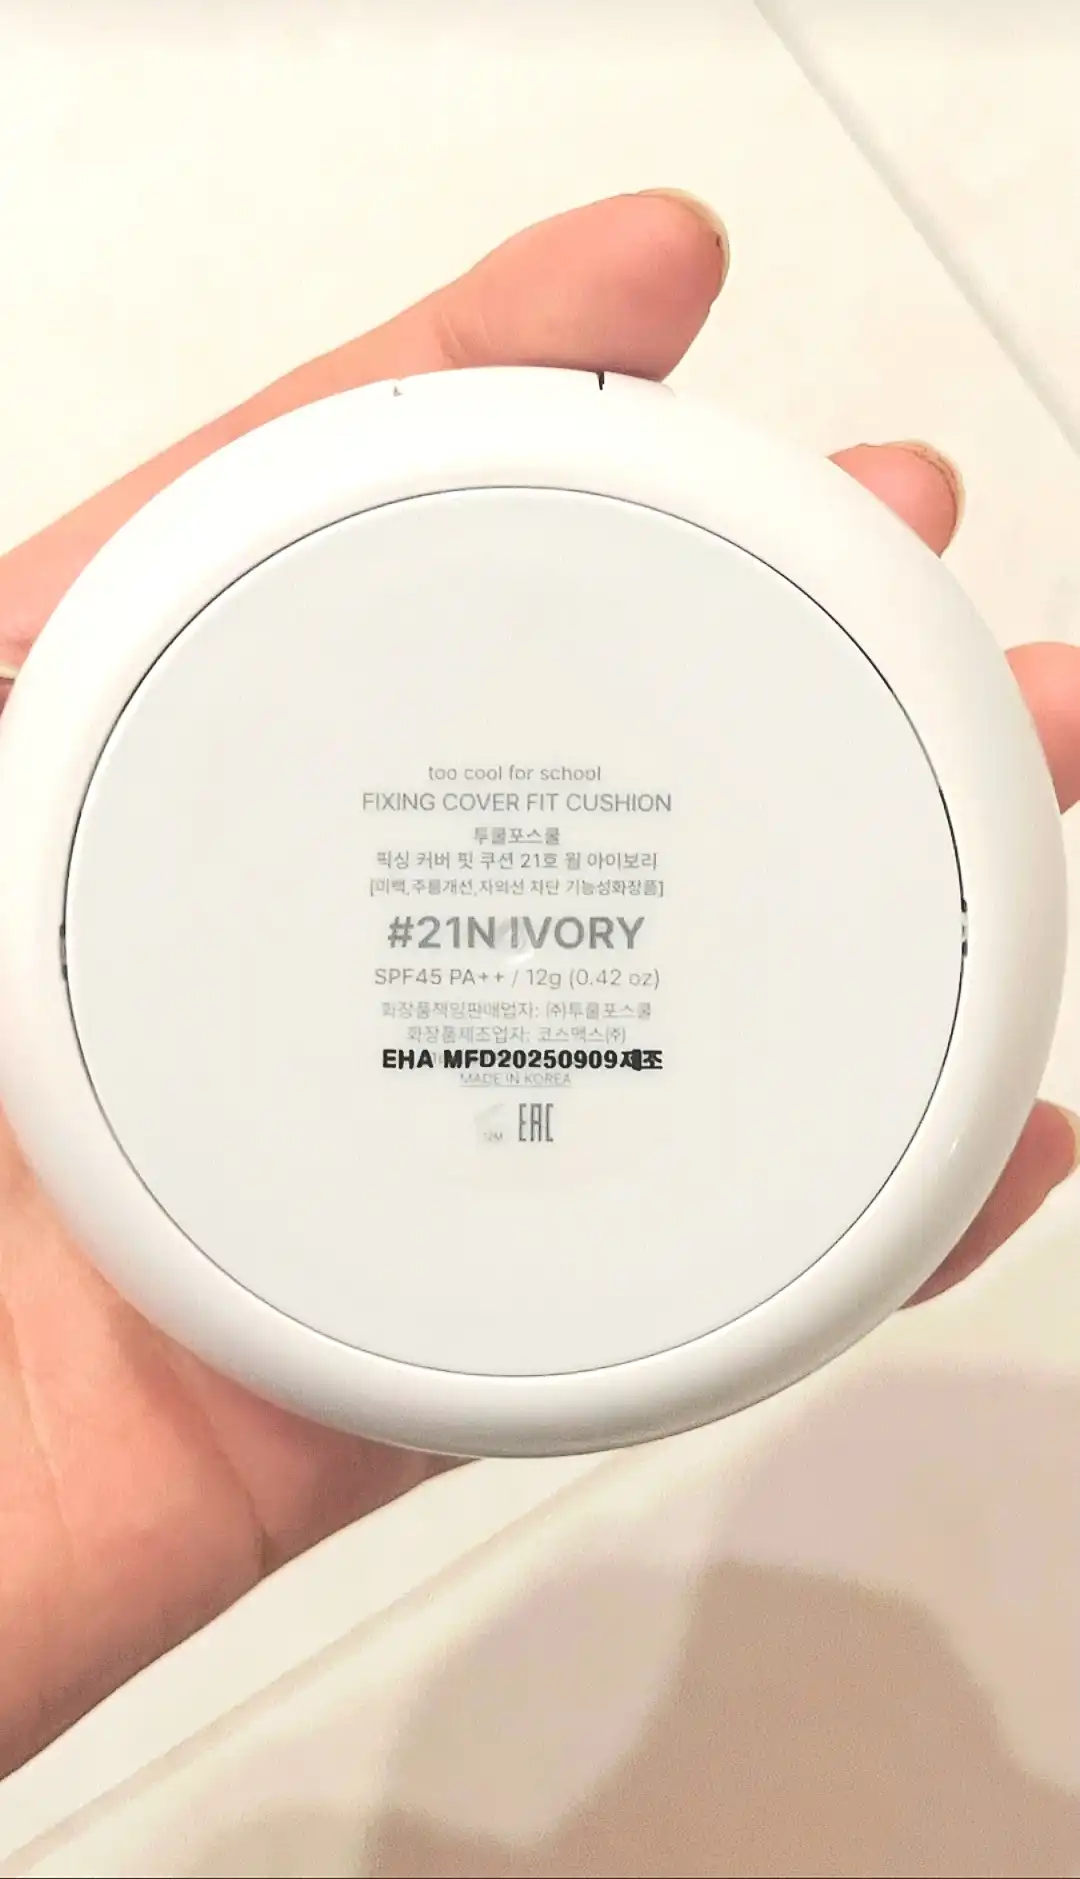 too cool for school
FIXING COVER FIT CUSHION
투쿨포스쿨
픽싱 커버 핏 쿠션 21호 웜 아이보리
[미백,주름개선,자외선 차단 기능성화장품]
#21N IVORY
SPF45 PA++ / 12g (0.42 oz)
화장품책임판매업자: ㈜투쿨포스쿨
화장품제조업자: 코스맥스㈜
EHA MFD20250909제조
MADE IN KOREA
12M EAC